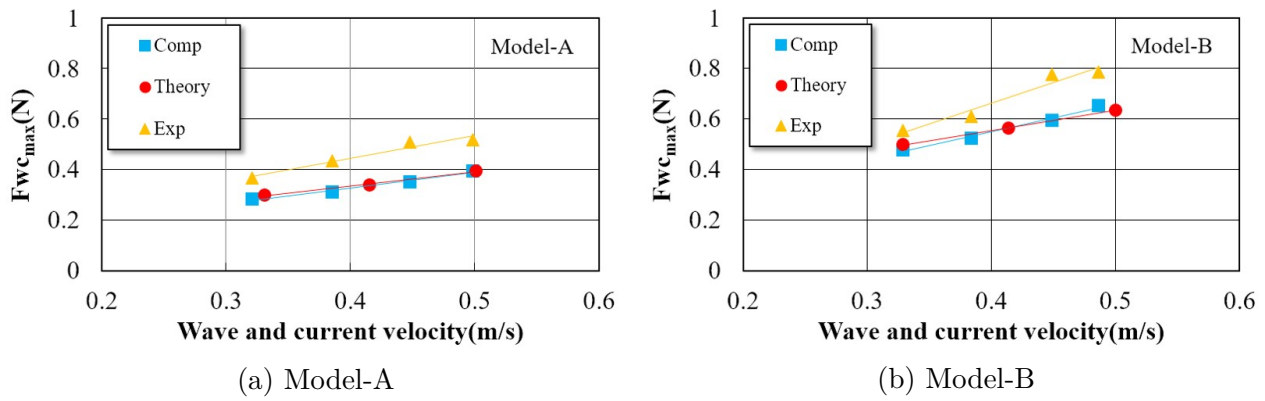 Fwc_max(N)
1
0.8
0.6
0.4
0.2
0
Comp
Theory
Exp
Model-A
0.2 0.3 0.4 0.5 0.6
Wave and current velocity(m/s)
(a) Model-A
Fwc_max(N)
1
0.8
0.6
0.4
0.2
0
Comp
Theory
Exp
Model-B
0.2 0.3 0.4 0.5 0.6
Wave and current velocity(m/s)
(b) Model-B